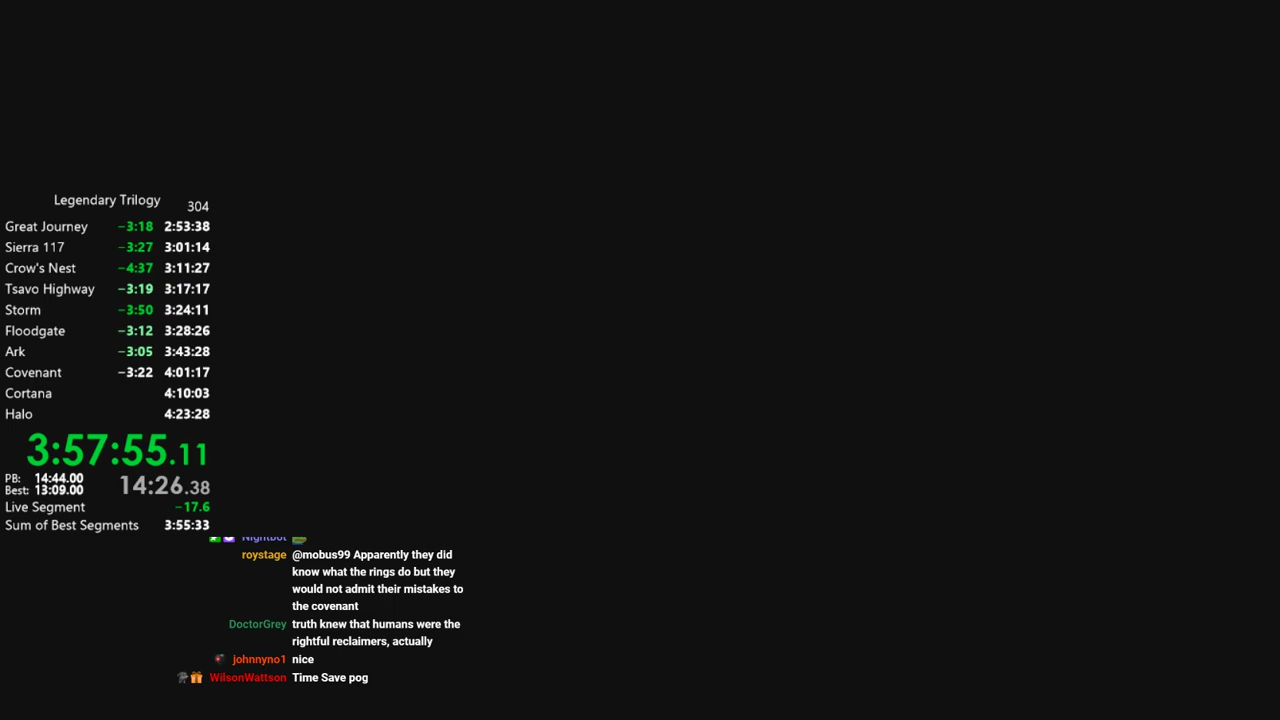 Legendary Trilogy
304
Great Journey −3:18 2:53:38
Sierra 117 −3:27 3:01:14
Crow's Nest −4:37 3:11:27
Tsavo Highway −3:19 3:17:17
Storm −3:50 3:24:11
Floodgate −3:12 3:28:26
Ark −3:05 3:43:28
Covenant −3:22 4:01:17
Cortana 4:10:03
Halo 4:23:28
3:57:55.11
PB: 14:44.00
Best: 13:09.00
14:26.38
Live Segment −17.6
Sum of Best Segments 3:55:33
Nightbot
roystage @mobus99 Apparently they did
know what the rings do but they
would not admit their mistakes to
the covenant
DoctorGrey truth knew that humans were the
rightful reclaimers, actually
johnnyno1 nice
WilsonWattson Time Save pog